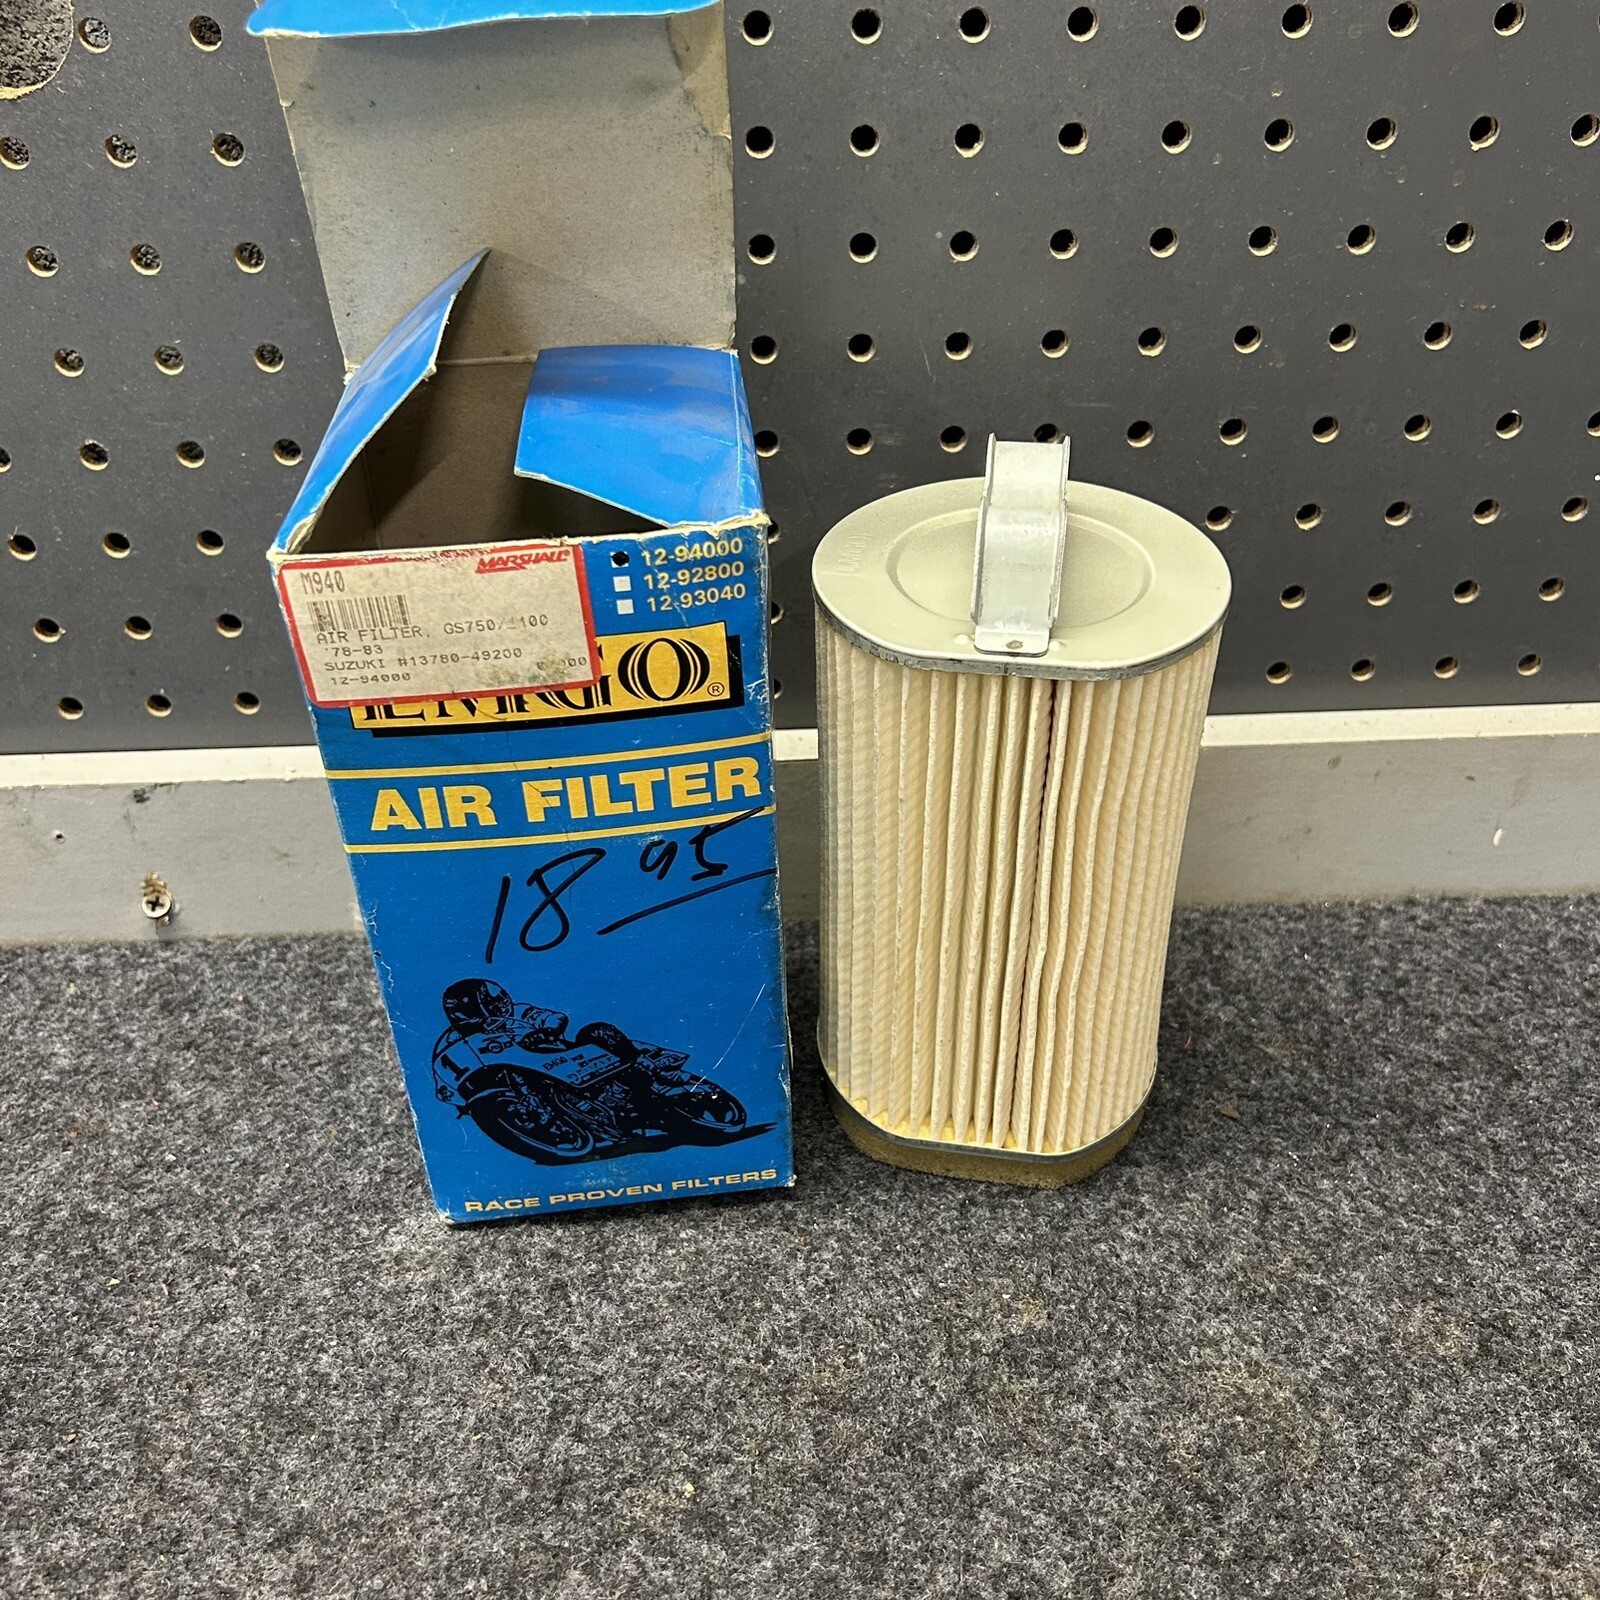 12-94000
12-92800
12-93040
MARSHALL®
M940
AIR FILTER, GS750/1100
'78-83
SUZUKI #13780-49200
12-94000
EMGO®
AIR FILTER
18 95
1
RACE PROVEN FILTERS